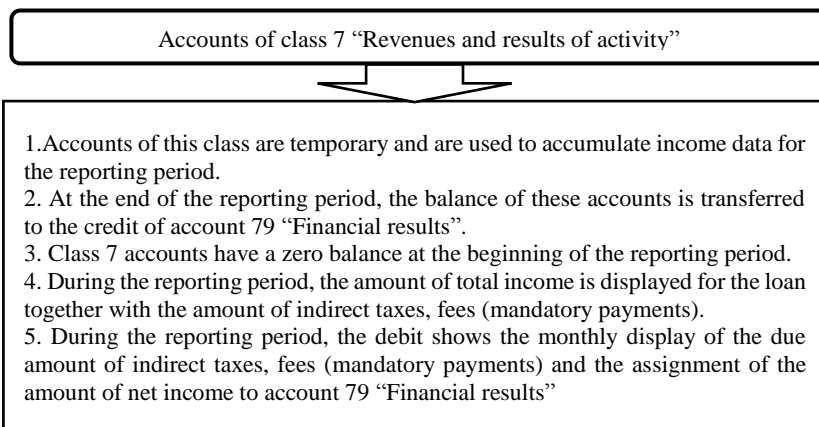 Accounts of class 7 “Revenues and results of activity”
1.Accounts of this class are temporary and are used to accumulate income data for
the reporting period.
2. At the end of the reporting period, the balance of these accounts is transferred
to the credit of account 79 “Financial results”.
3. Class 7 accounts have a zero balance at the beginning of the reporting period.
4. During the reporting period, the amount of total income is displayed for the loan
together with the amount of indirect taxes, fees (mandatory payments).
5. During the reporting period, the debit shows the monthly display of the due
amount of indirect taxes, fees (mandatory payments) and the assignment of the
amount of net income to account 79 “Financial results”